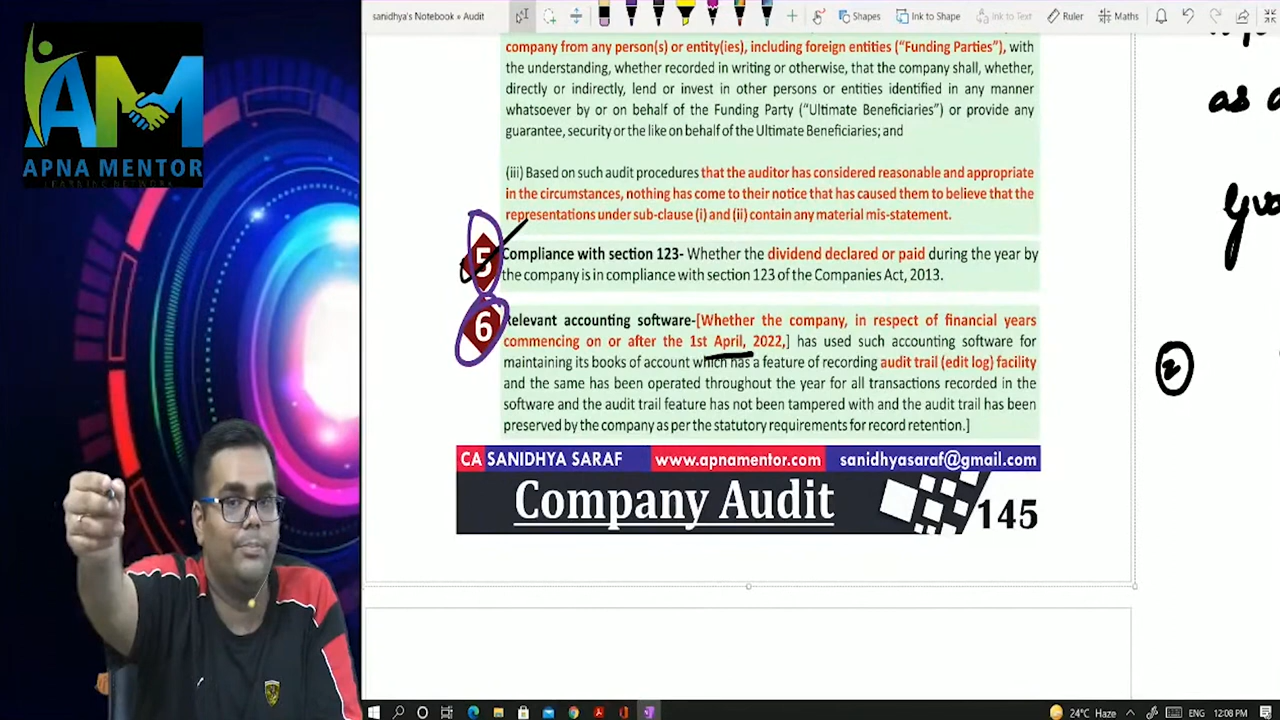 sanidhya's Notebook » Audit
Shapes
Ink to Shape
Ink to Text
Ruler
Maths
AM
APNA MENTOR
LEARNING NETWORK
company from any person(s) or entity(ies), including foreign entities (“Funding Parties”), with
the understanding, whether recorded in writing or otherwise, that the company shall, whether,
directly or indirectly, lend or invest in other persons or entities identified in any manner
whatsoever by or on behalf of the Funding Party (“Ultimate Beneficiaries”) or provide any
guarantee, security or the like on behalf of the Ultimate Beneficiaries; and
(iii) Based on such audit procedures that the auditor has considered reasonable and appropriate
in the circumstances, nothing has come to their notice that has caused them to believe that the
representations under sub-clause (i) and (ii) contain any material mis-statement.
5 Compliance with section 123- Whether the dividend declared or paid during the year by
the company is in compliance with section 123 of the Companies Act, 2013.
6 Relevant accounting software-[Whether the company, in respect of financial years
commencing on or after the 1st April, 2022,] has used such accounting software for
maintaining its books of account which has a feature of recording audit trail (edit log) facility
and the same has been operated throughout the year for all transactions recorded in the
software and the audit trail feature has not been tampered with and the audit trail has been
preserved by the company as per the statutory requirements for record retention.]
CA SANIDHYA SARAF www.apnamentor.com sanidhyasaraf@gmail.com
Company Audit 145
as
2
24°C Haze
ENG
12:08 PM